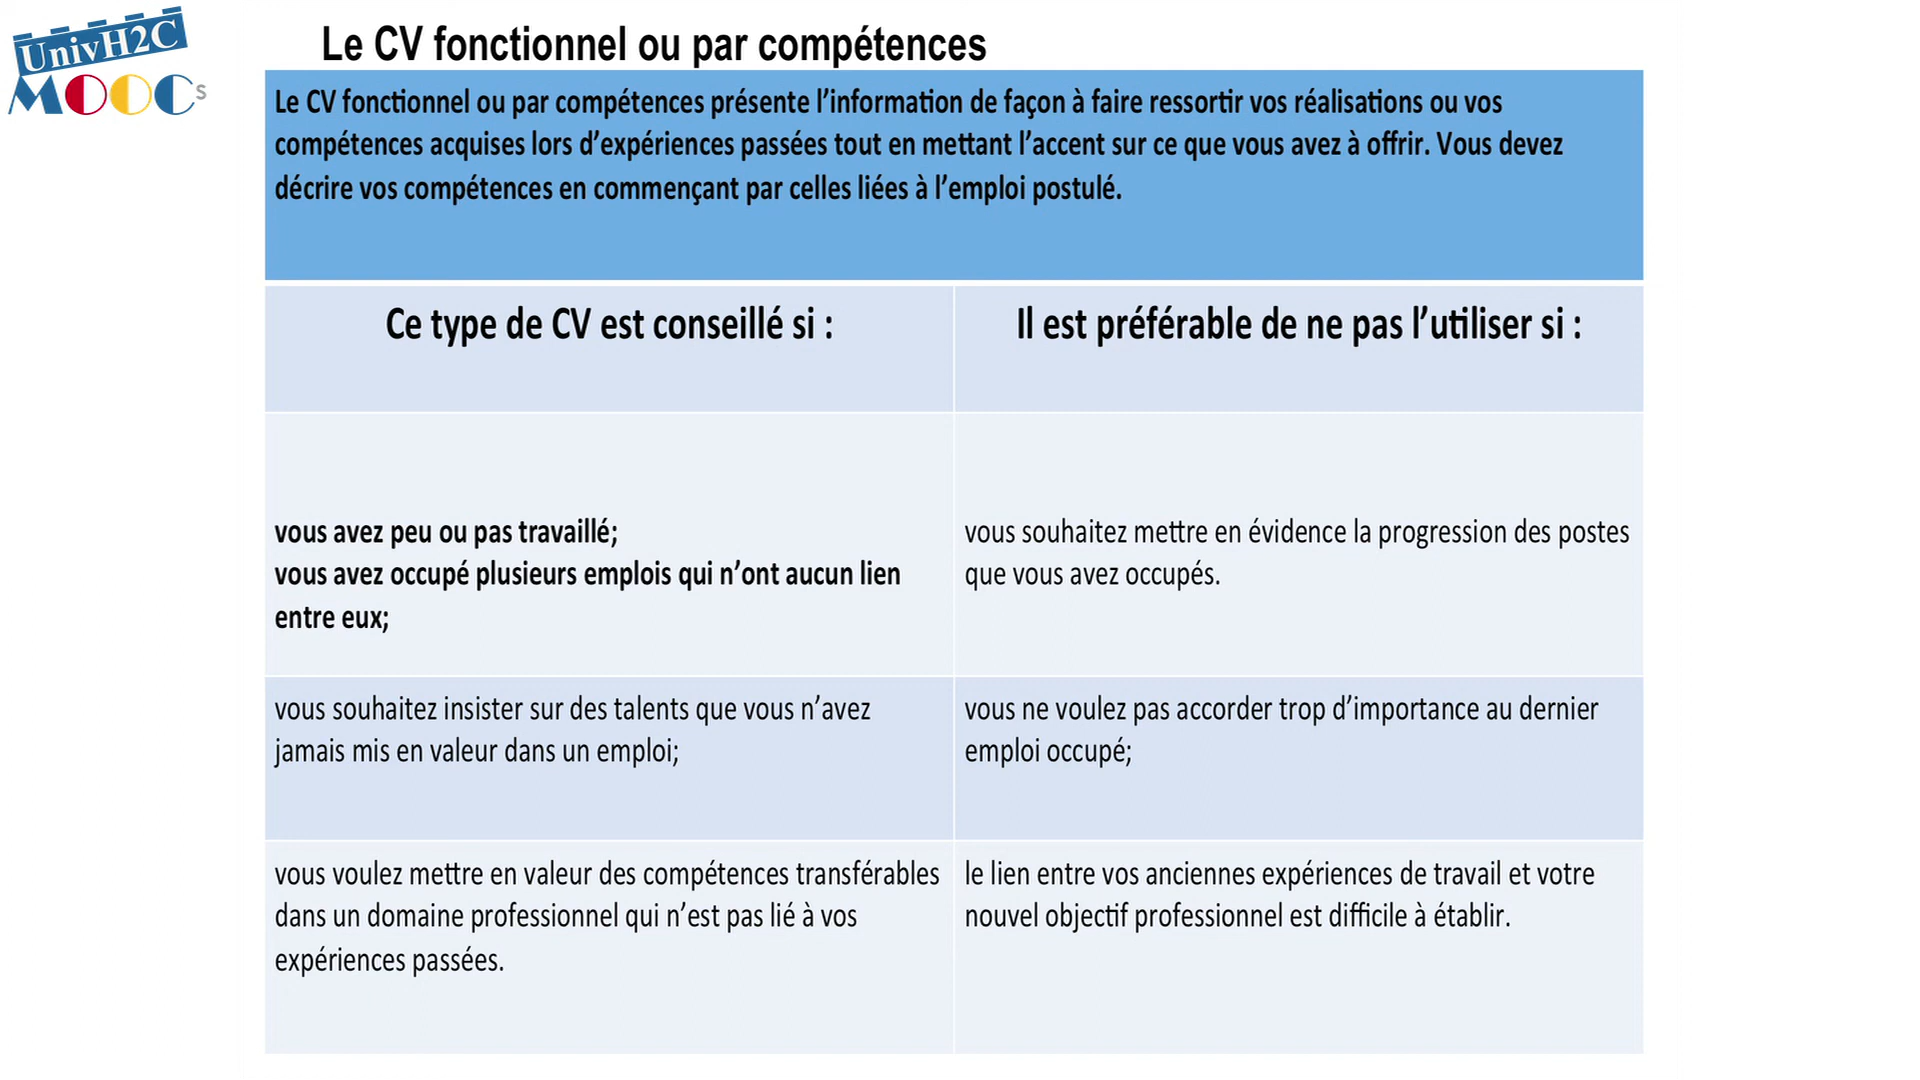 UnivH2C
MOOCs
Le CV fonctionnel ou par compétences
Le CV fonctionnel ou par compétences présente l’information de façon à faire ressortir vos réalisations ou vos
compétences acquises lors d’expériences passées tout en mettant l’accent sur ce que vous avez à offrir. Vous devez
décrire vos compétences en commençant par celles liées à l’emploi postulé.
Ce type de CV est conseillé si :
Il est préférable de ne pas l’utiliser si :
vous avez peu ou pas travaillé;
vous avez occupé plusieurs emplois qui n’ont aucun lien
entre eux;
vous souhaitez mettre en évidence la progression des postes
que vous avez occupés.
vous souhaitez insister sur des talents que vous n’avez
jamais mis en valeur dans un emploi;
vous ne voulez pas accorder trop d’importance au dernier
emploi occupé;
vous voulez mettre en valeur des compétences transférables
dans un domaine professionnel qui n’est pas lié à vos
expériences passées.
le lien entre vos anciennes expériences de travail et votre
nouvel objectif professionnel est difficile à établir.